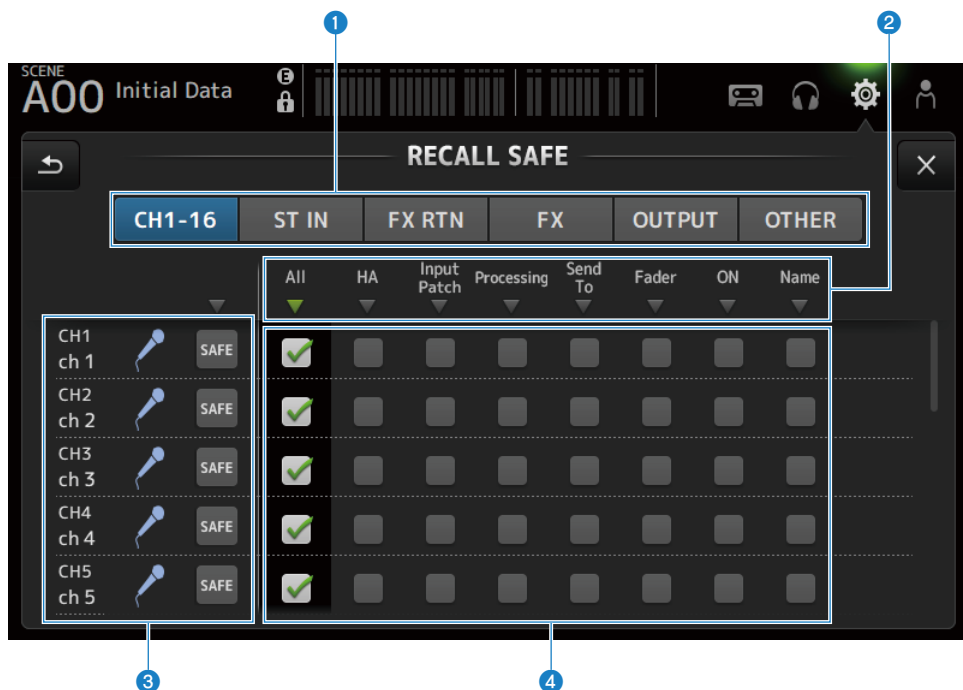 1
2
SCENE
A00 Initial Data
E
RECALL SAFE
CH1-16 ST IN FX RTN FX OUTPUT OTHER
All HA Input Patch Processing Send To Fader ON Name
CH1
ch 1
SAFE
CH2
ch 2
SAFE
CH3
ch 3
SAFE
CH4
ch 4
SAFE
CH5
ch 5
SAFE
3
4